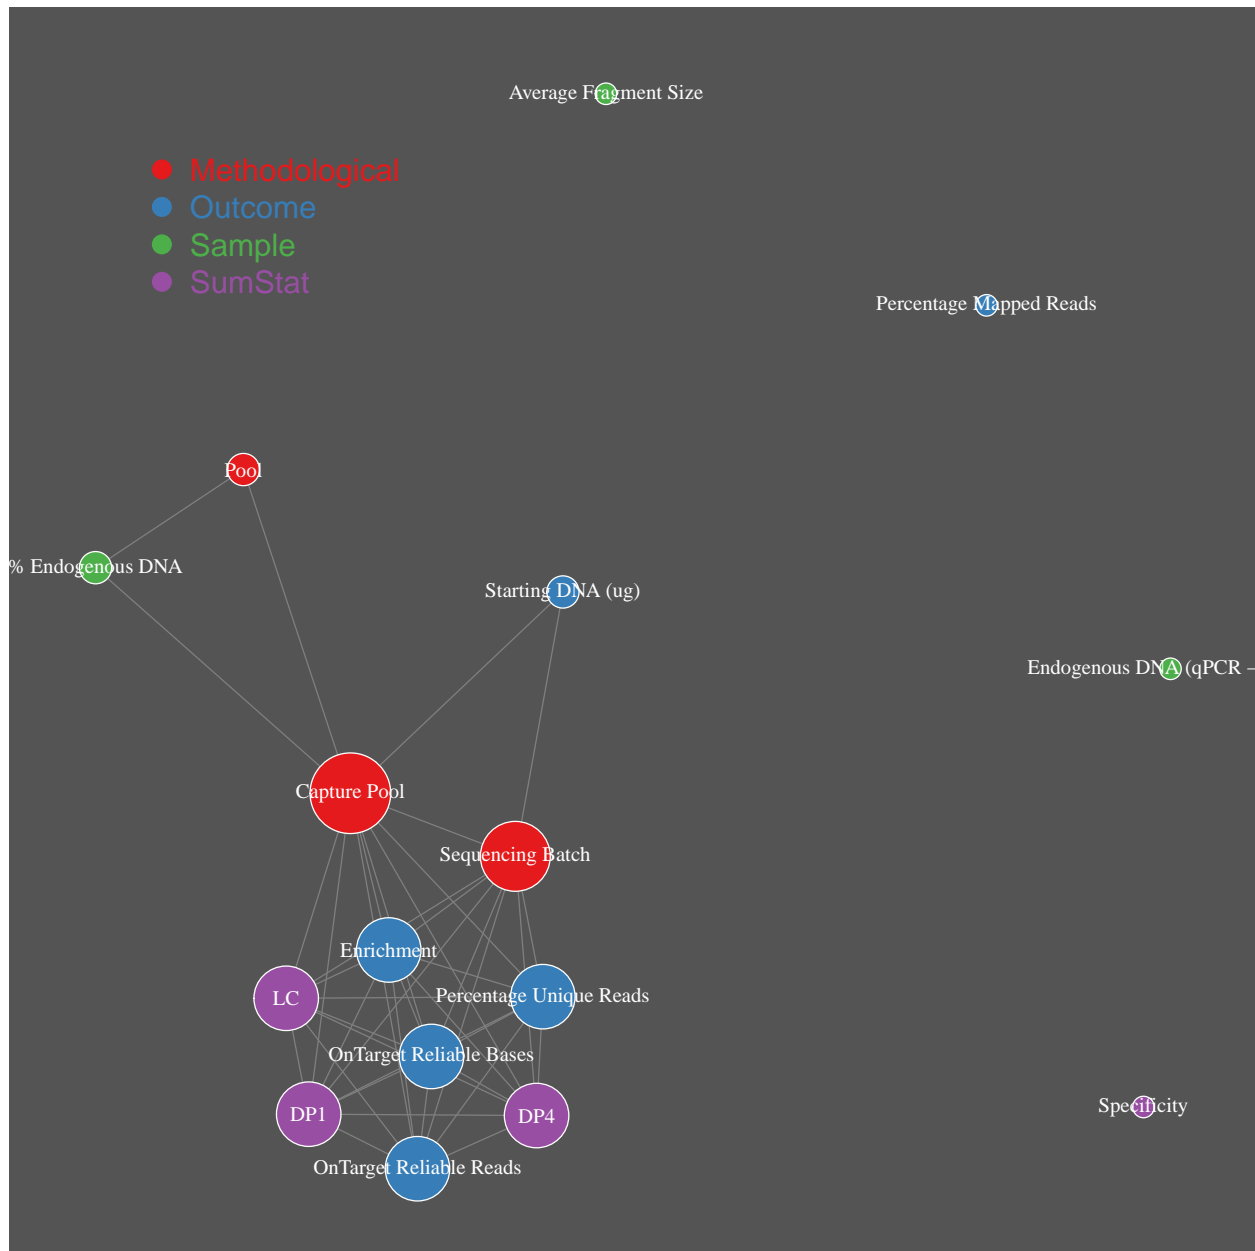 Average Fragment Size
Methodological
Outcome
Sample
SumStat
Percentage Mapped Reads
Pool
% Endogenous DNA
Starting DNA (ug)
Endogenous DNA (qPCR –
Capture Pool
Sequencing Batch
Enrichment
LC
Percentage Unique Reads
OnTarget Reliable Bases
DP1
DP4
Specificity
OnTarget Reliable Reads